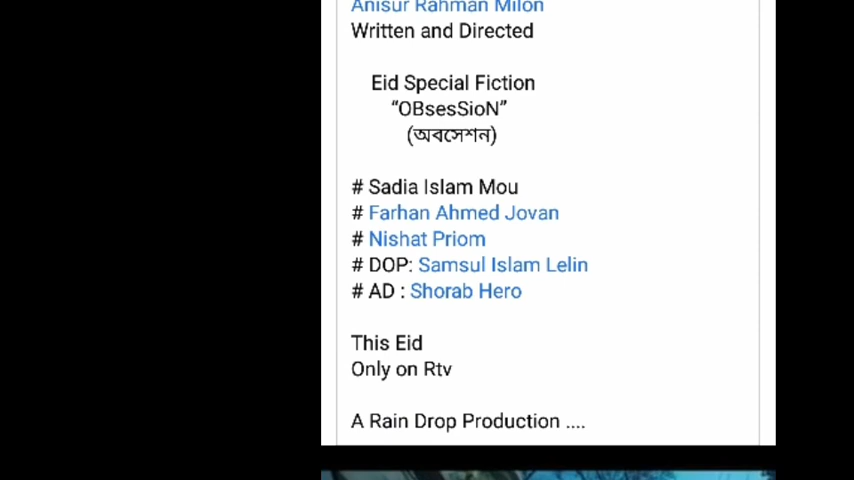 Anisur Rahman Milon
Written and Directed
Eid Special Fiction
“OBsesSioN”
(অবসেশন)
# Sadia Islam Mou
# Farhan Ahmed Jovan
# Nishat Priom
# DOP: Samsul Islam Lelin
# AD : Shorab Hero
This Eid
Only on Rtv
A Rain Drop Production ....